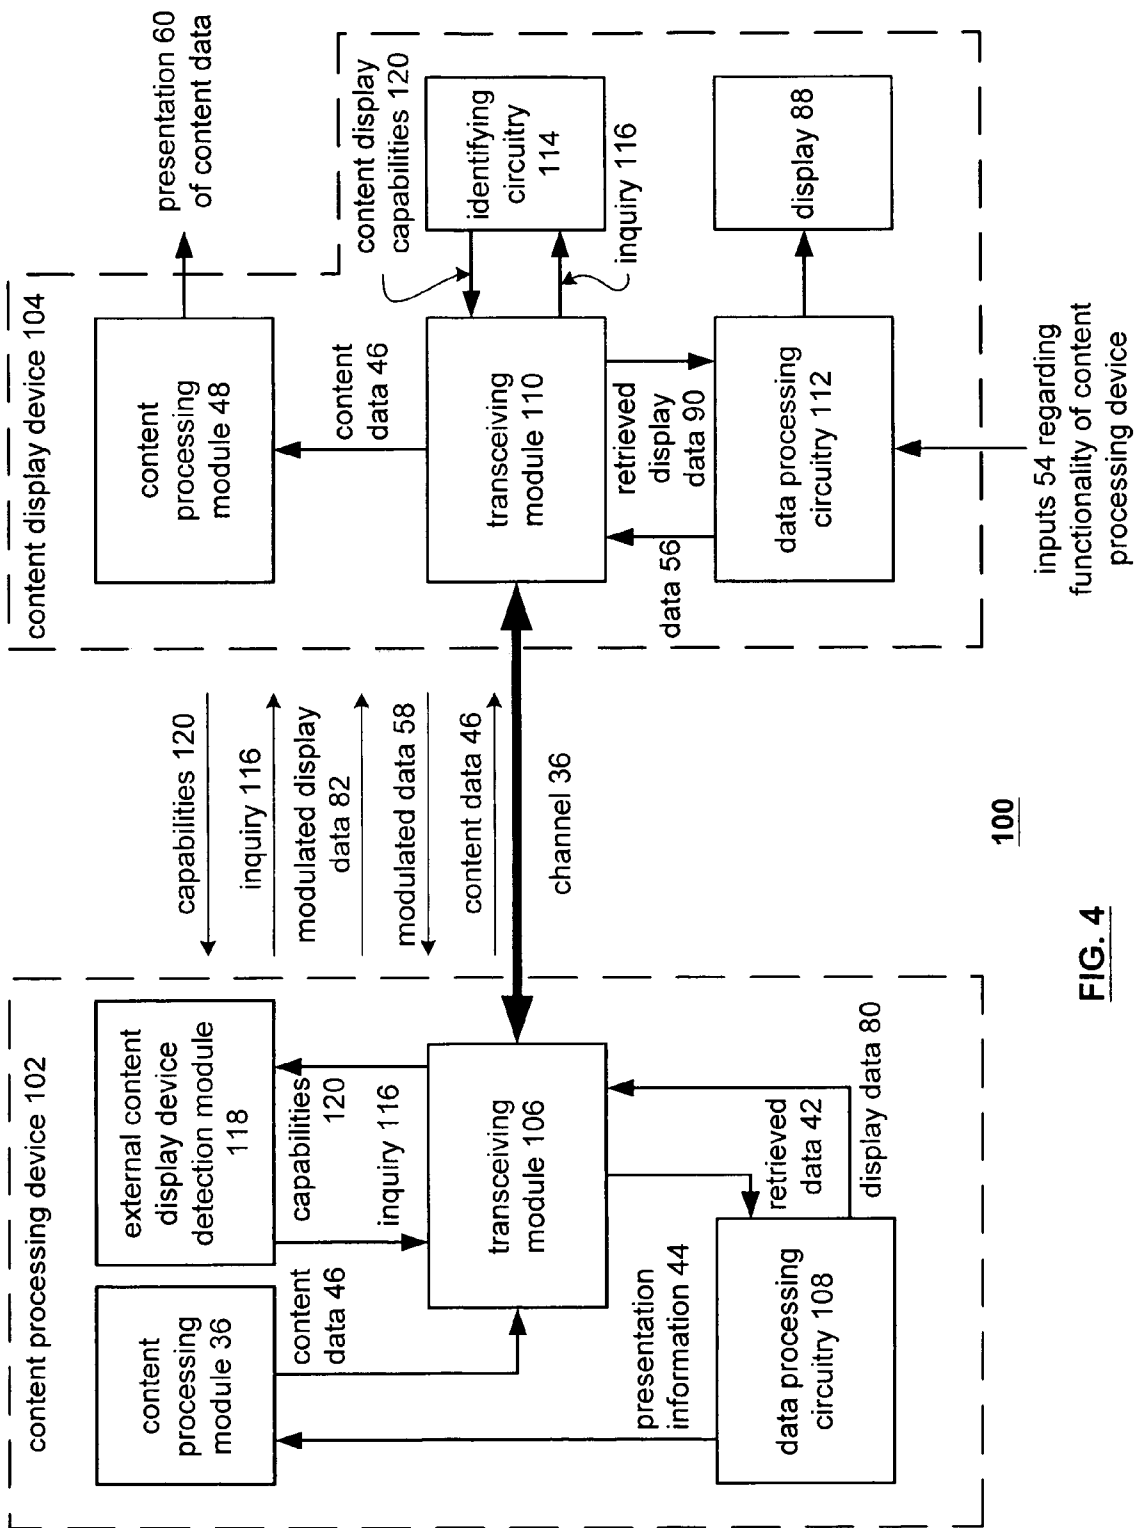 content processing device 102
content
processing
module 36
external content
display device
detection module
118
content
data 46
inquiry 116
capabilities
120
transceiving
module 106
presentation
information 44
retrieved
data 42
display data 80
data processing
circuitry 108
capabilities 120
inquiry 116
modulated display
data 82
modulated data 58
content data 46
channel 36
content display device 104
content
processing
module 48
presentation 60
of content data
content
data 46
content display
capabilities 120
transceiving
module 110
identifying
circuitry
114
inquiry 116
data 56
retrieved
display
data 90
data processing
circuitry 112
display 88
inputs 54 regarding
functionality of content
processing device
100
FIG. 4